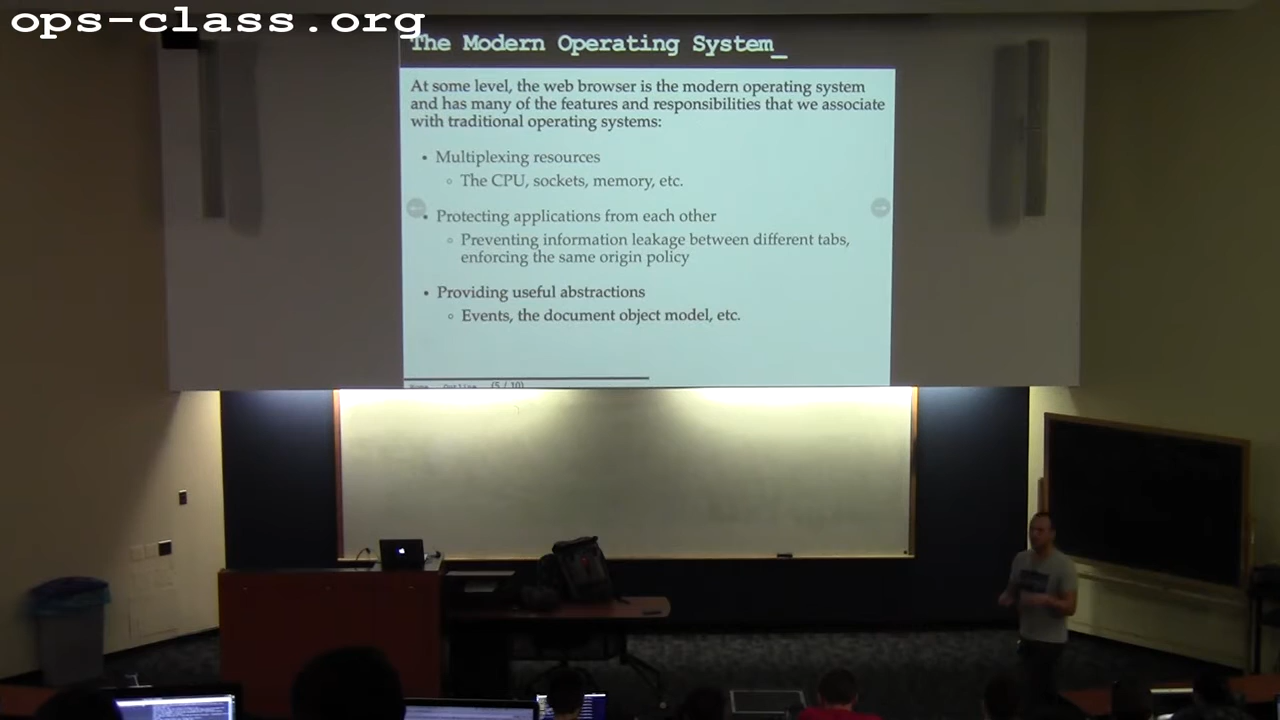 ops-class.org
The Modern Operating System_
At some level, the web browser is the modern operating system
and has many of the features and responsibilities that we associate
with traditional operating systems:
• Multiplexing resources
◦ The CPU, sockets, memory, etc.
• Protecting applications from each other
◦ Preventing information leakage between different tabs,
enforcing the same origin policy
• Providing useful abstractions
◦ Events, the document object model, etc.
Home Outline (5 / 10)